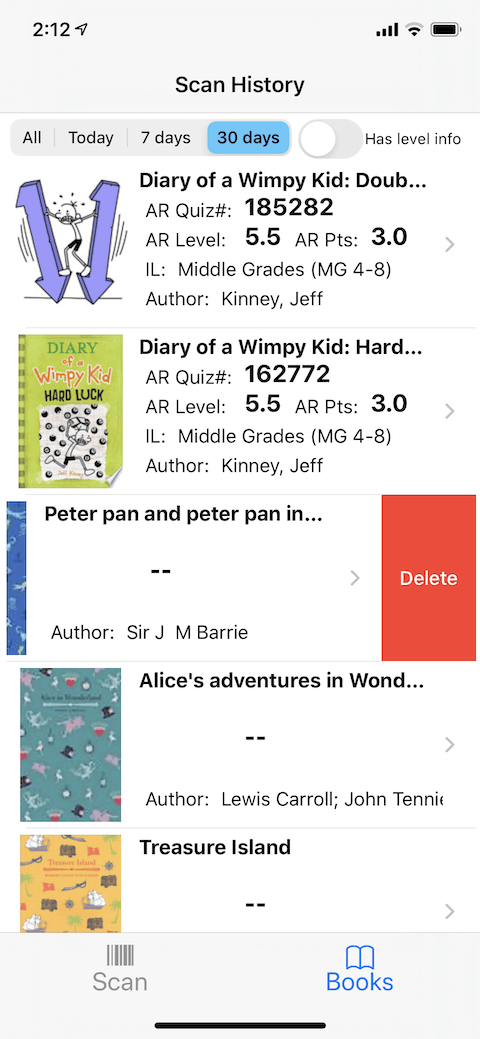 2:12
Scan History
All Today 7 days 30 days Has level info
Diary of a Wimpy Kid: Doub...
AR Quiz#: 185282
AR Level: 5.5 AR Pts: 3.0
IL: Middle Grades (MG 4-8)
Author: Kinney, Jeff
DIARY
of a
Wimpy Kid
HARD LUCK
Jeff Kinney
Diary of a Wimpy Kid: Hard...
AR Quiz#: 162772
AR Level: 5.5 AR Pts: 3.0
IL: Middle Grades (MG 4-8)
Author: Kinney, Jeff
Peter pan and peter pan in...
--
Author: Sir J M Barrie
Delete
Alice in Wonderland
Alice's adventures in Wond...
--
Author: Lewis Carroll; John Tennie
Treasure Island
Treasure Island
--
Scan Books